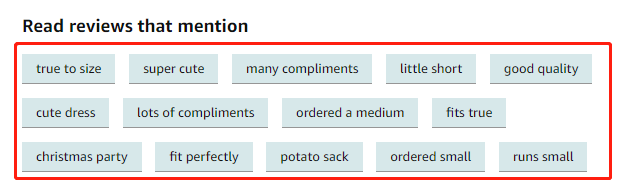 Read reviews that mention
true to size super cute many compliments little short good quality
cute dress lots of compliments ordered a medium fits true
christmas party fit perfectly potato sack ordered small runs small